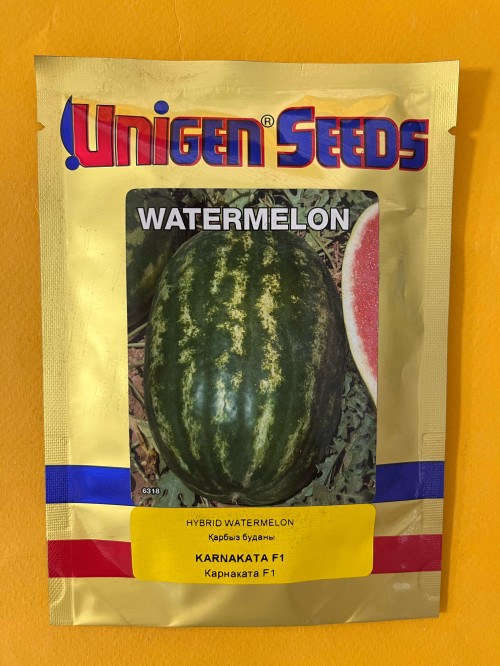 UNIGEN® SEEDS
WATERMELON
6318
HYBRID WATERMELON
Қарбыз буданы
KARNAKATA F1
Карнаката F1